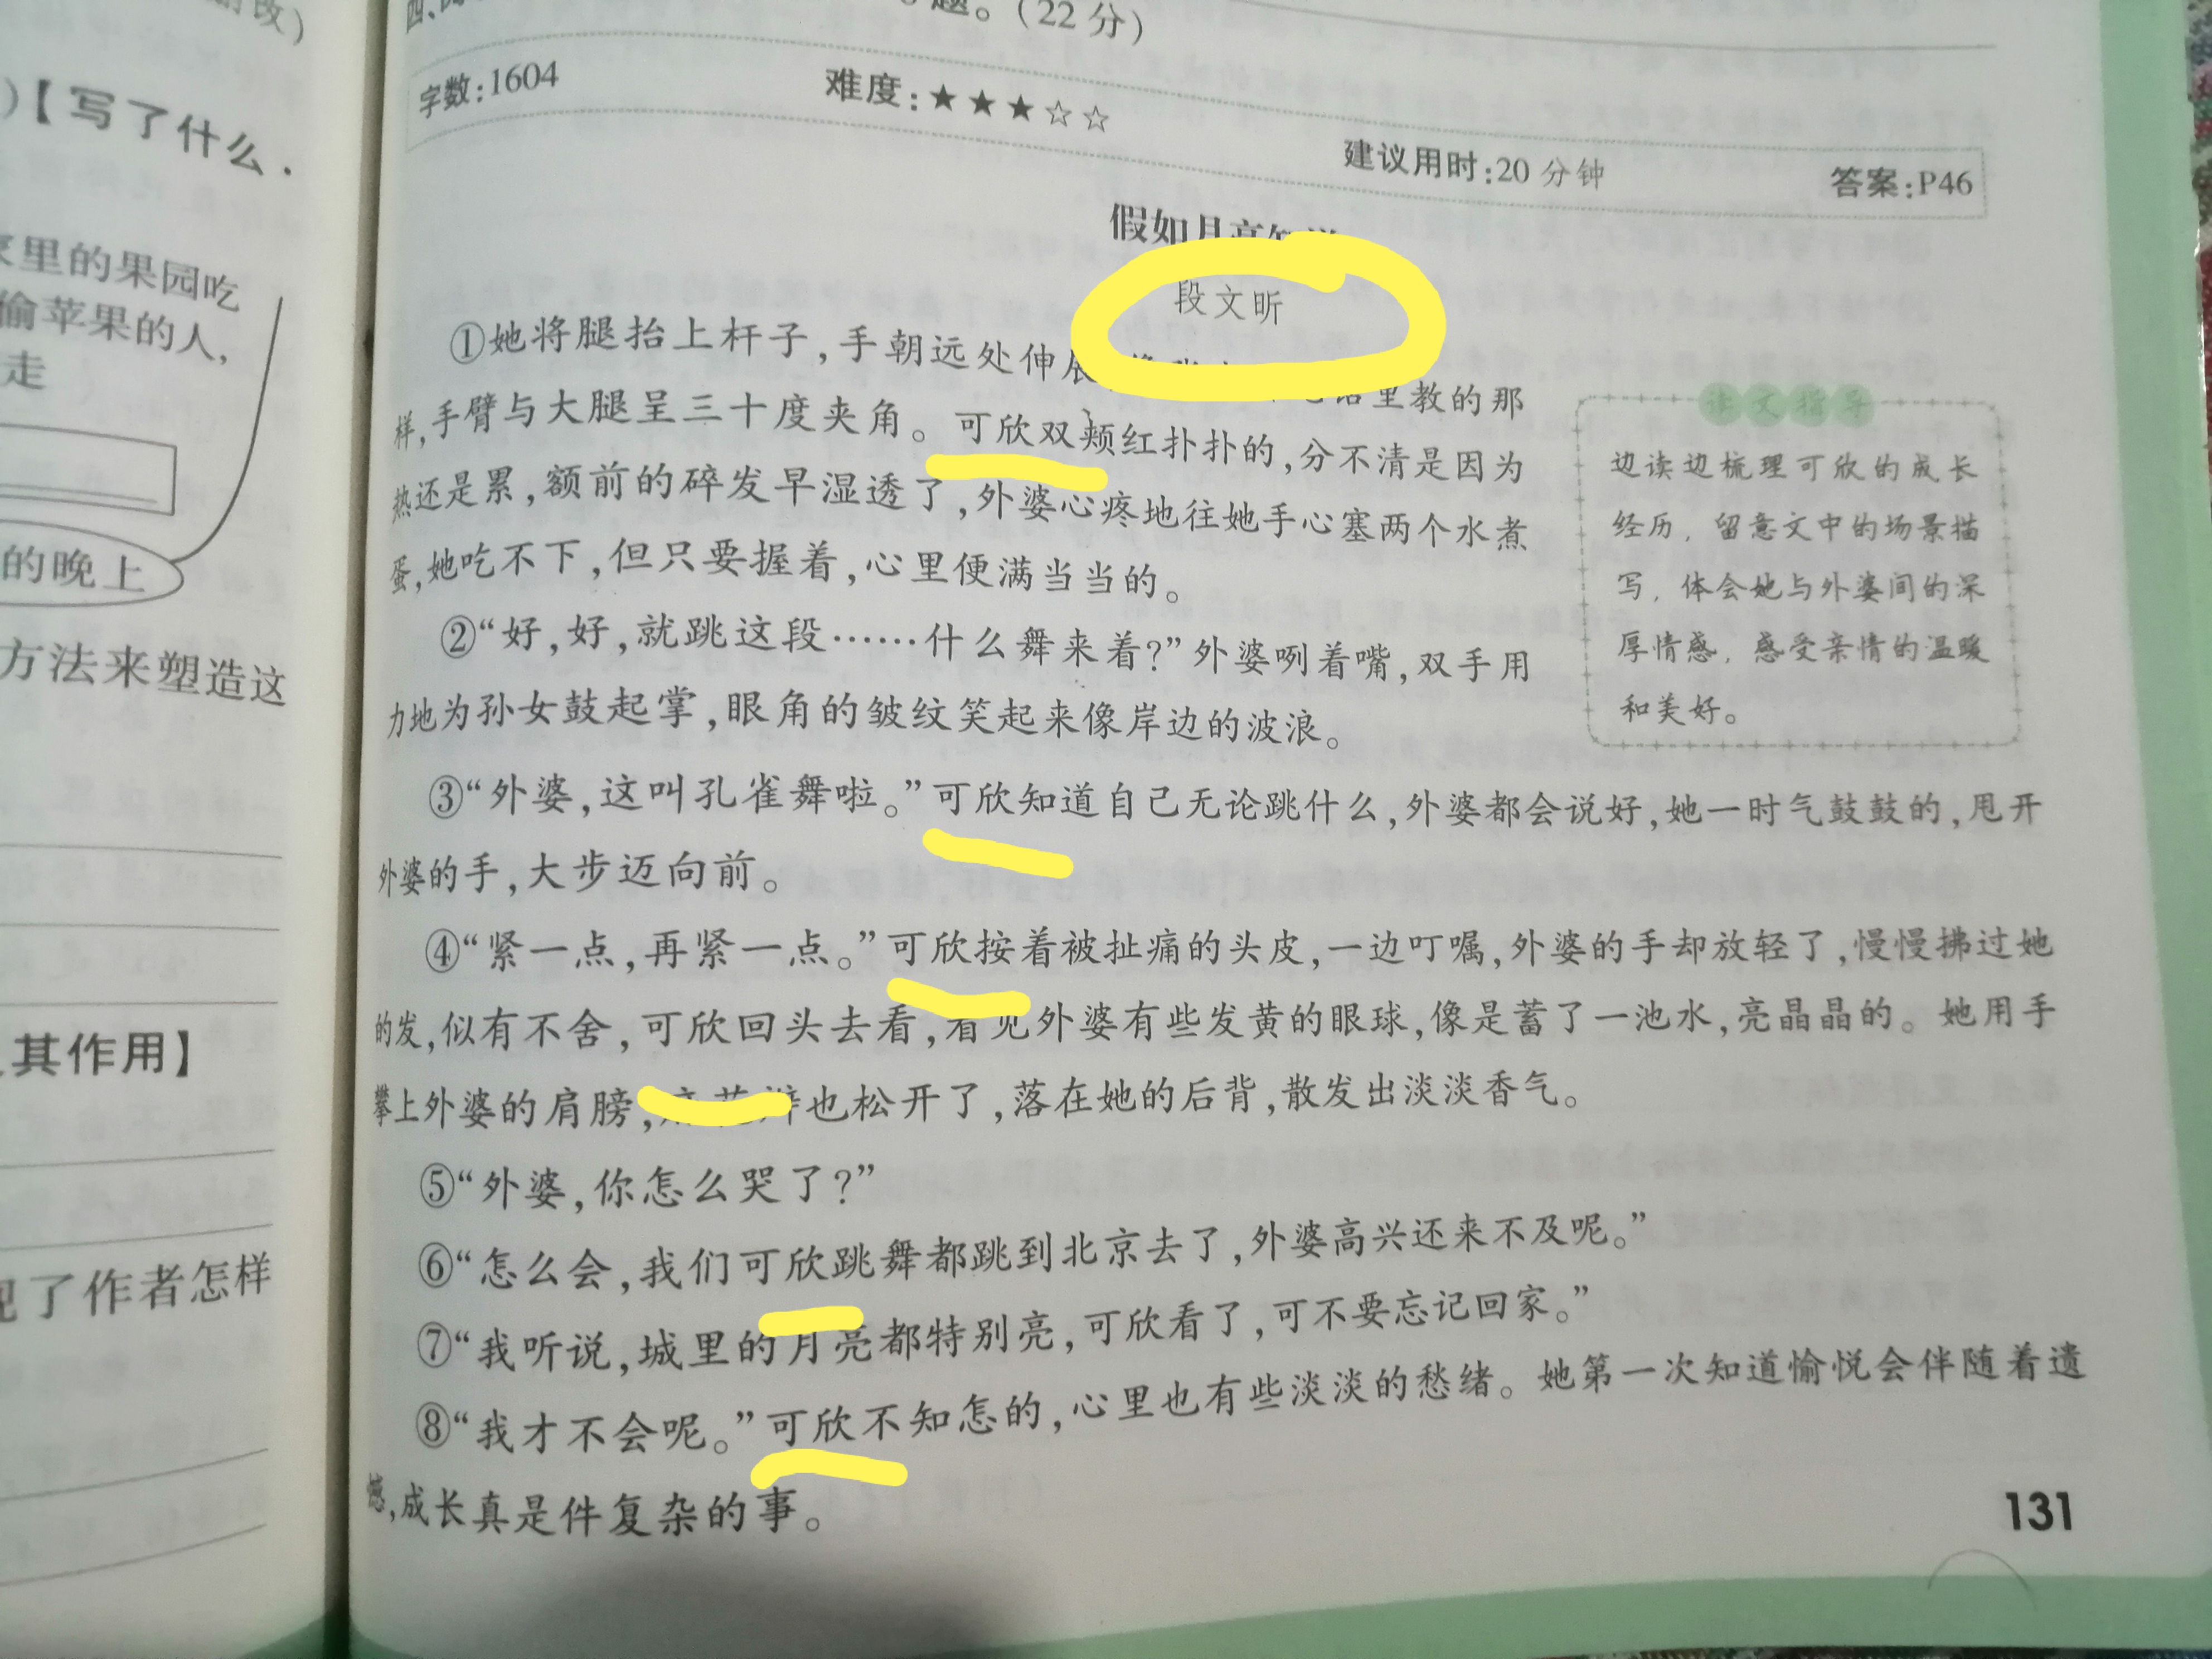 改）
）【写了什么·
家里的果园吃
偷苹果的人，
走
的晚上
方法来塑造这
其作用】
现了作者怎样
四、
题。（22分）
字数：1604
难度：★★★☆☆
建议用时：20分钟
答案：P46
假如月亮知道
段文昕
①她将腿抬上杆子，手朝远处伸展 里教的那
样，手臂与大腿呈三十度夹角。可欣双颊红扑扑的，分不清是因为
热还是累，额前的碎发早湿透了，外婆心疼地往她手心塞两个水煮
蛋，她吃不下，但只要握着，心里便满当当的。
②“好，好，就跳这段……什么舞来着？”外婆咧着嘴，双手用
力地为孙女鼓起掌，眼角的皱纹笑起来像岸边的波浪。
读文指导
边读边梳理可欣的成长
经历，留意文中的场景描
写，体会她与外婆间的深
厚情感，感受亲情的温暖
和美好。
③“外婆，这叫孔雀舞啦。”可欣知道自己无论跳什么，外婆都会说好，她一时气鼓鼓的，甩开
外婆的手，大步迈向前。
④“紧一点，再紧一点。”可欣按着被扯痛的头皮，一边叮嘱，外婆的手却放轻了，慢慢拂过她
的发，似有不舍，可欣回头去看，看见外婆有些发黄的眼球，像是蓄了一池水，亮晶晶的。她用手
攀上外婆的肩膀， 也松开了，落在她的后背，散发出淡淡香气。
⑤“外婆，你怎么哭了？”
⑥“怎么会，我们可欣跳舞都跳到北京去了，外婆高兴还来不及呢。”
⑦“我听说，城里的月亮都特别亮，可欣看了，可不要忘记回家。”
⑧“我才不会呢。”可欣不知怎的，心里也有些淡淡的愁绪。她第一次知道愉悦会伴随着遗
憾，成长真是件复杂的事。
131